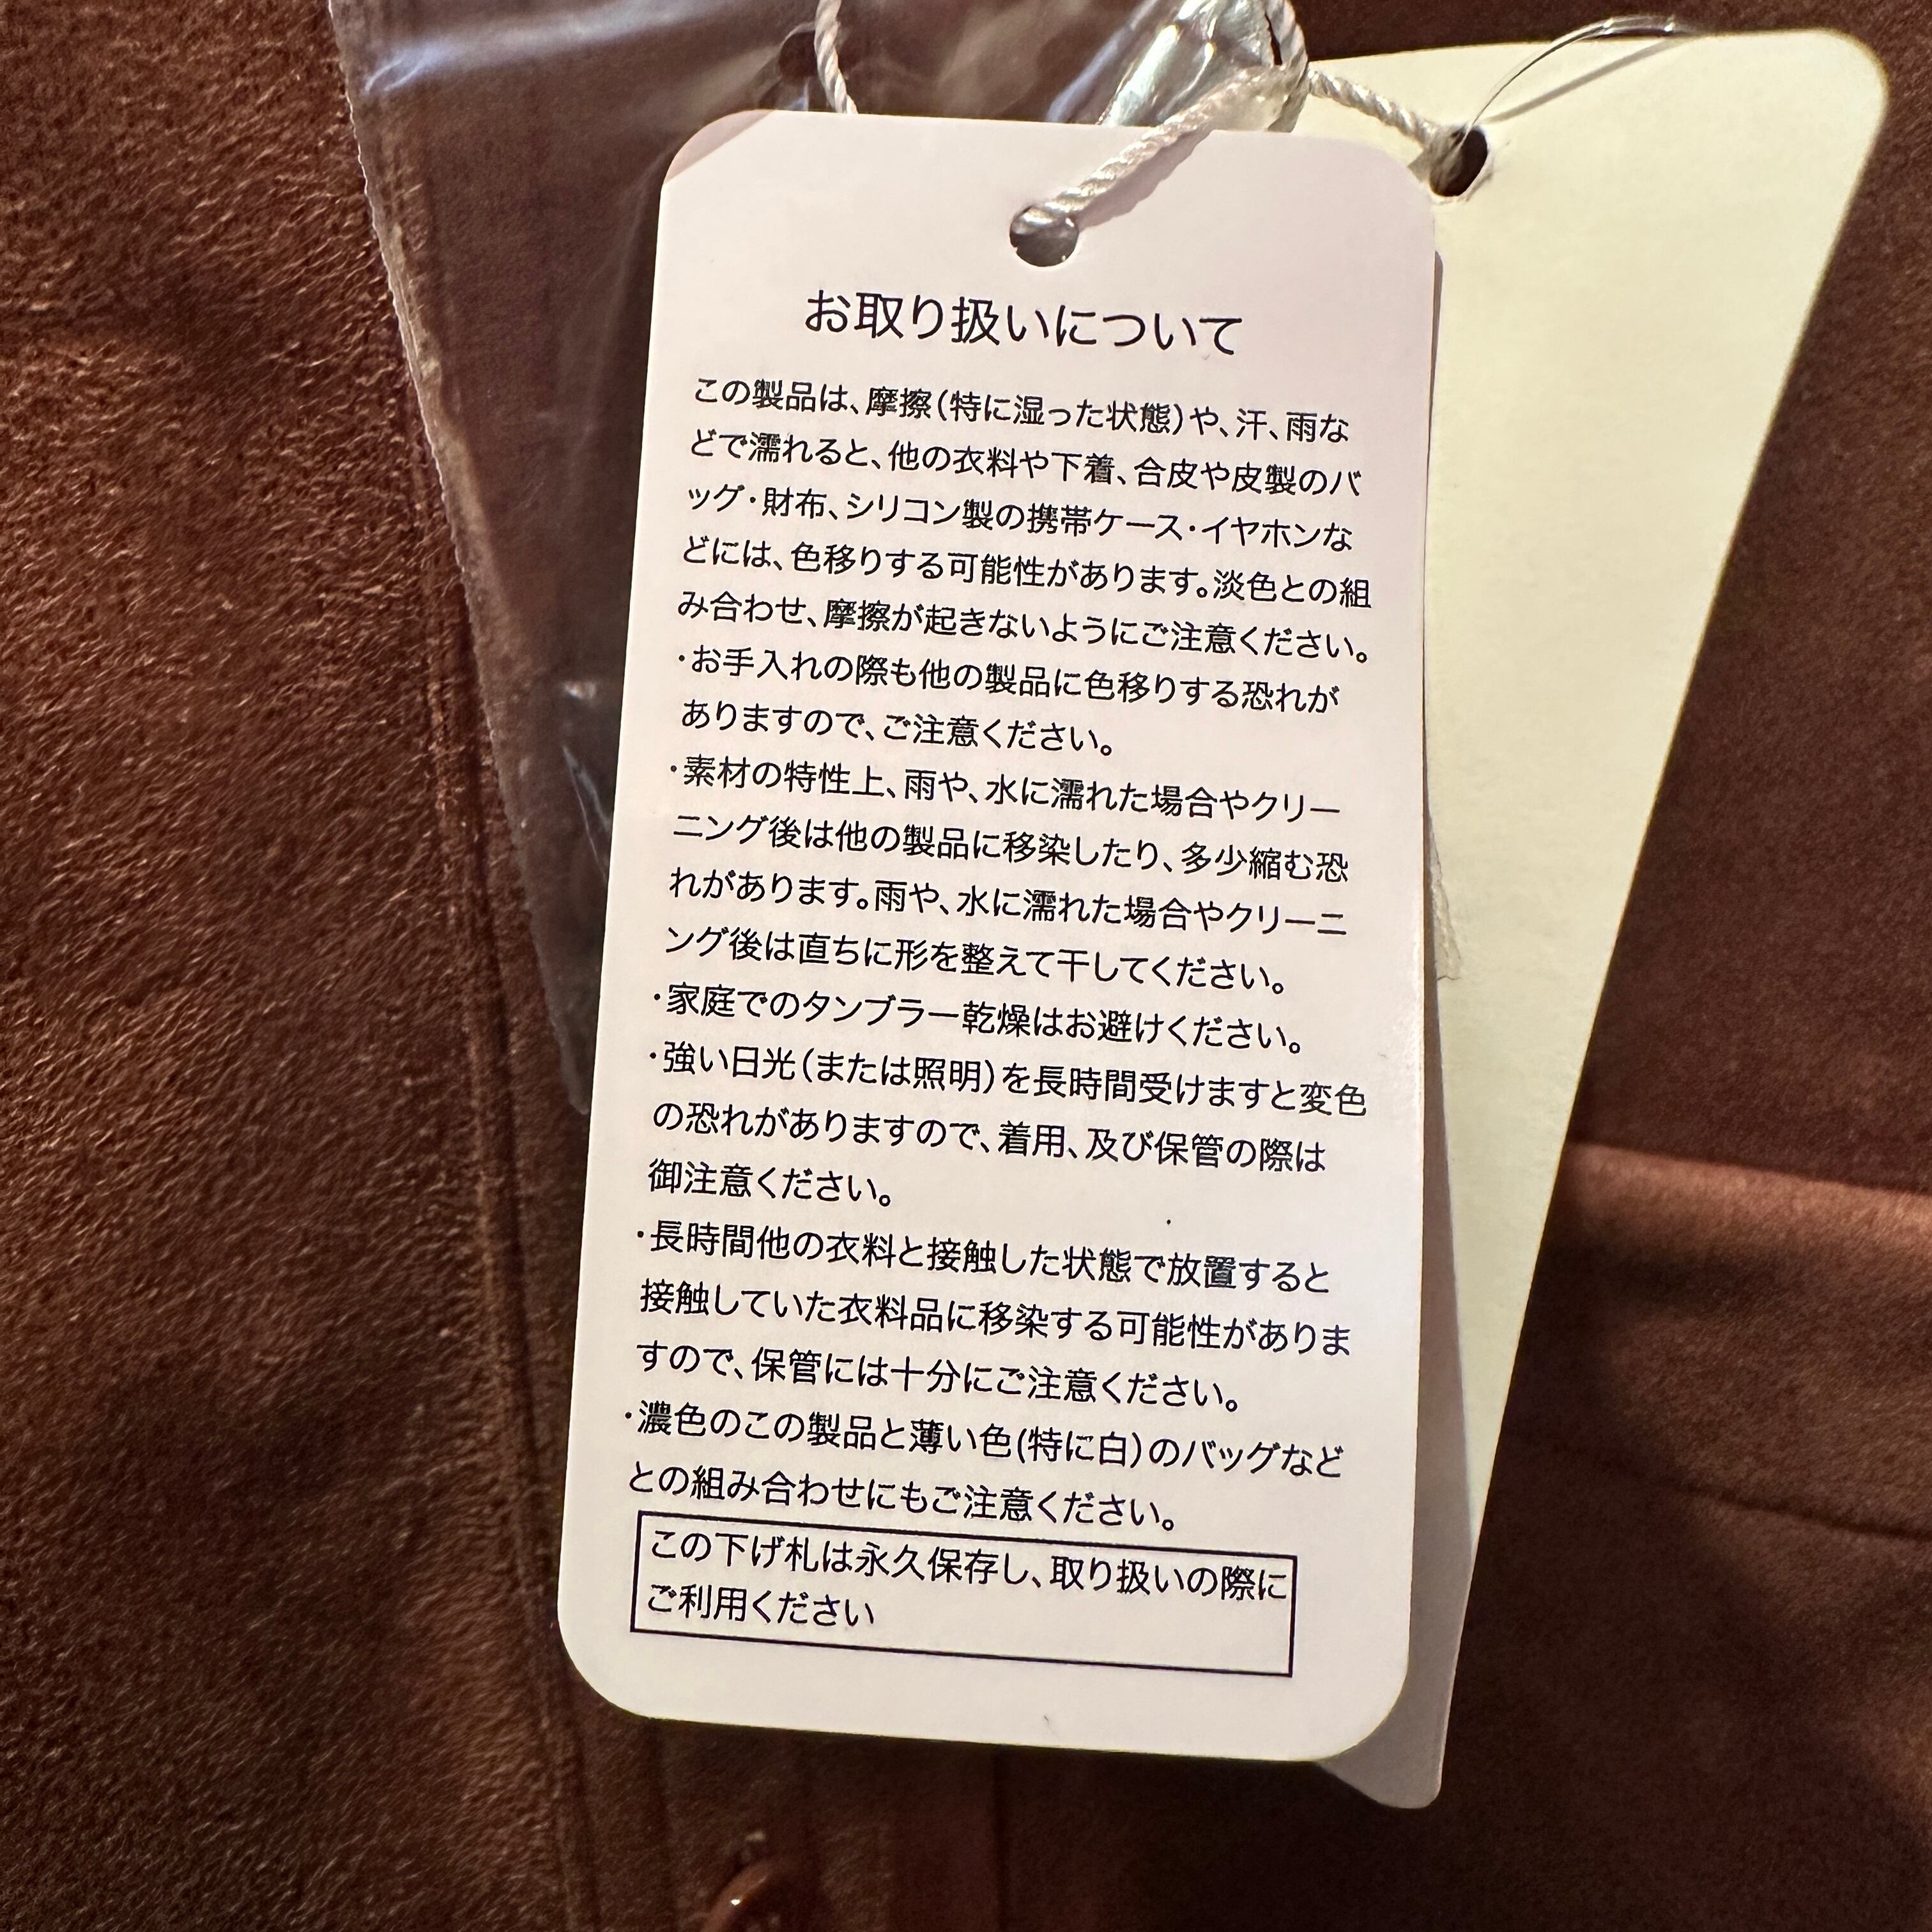 お取り扱いについて
この製品は、摩擦(特に湿った状態)や、汗、雨な
どで濡れると、他の衣料や下着、合皮や皮製のバ
ッグ・財布、シリコン製の携帯ケース・イヤホンな
どには、色移りする可能性があります。淡色との組
み合わせ、摩擦が起きないようにご注意ください。
・お手入れの際も他の製品に色移りする恐れが
ありますので、ご注意ください。
・素材の特性上、雨や、水に濡れた場合やクリー
ニング後は他の製品に移染したり、多少縮む恐
れがあります。雨や、水に濡れた場合やクリーニ
ング後は直ちに形を整えて干してください。
・家庭でのタンブラー乾燥はお避けください。
・強い日光(または照明)を長時間受けますと変色
の恐れがありますので、着用、及び保管の際は
御注意ください。
・長時間他の衣料と接触した状態で放置すると
接触していた衣料品に移染する可能性がありま
すので、保管には十分にご注意ください。
・濃色のこの製品と薄い色(特に白)のバッグなど
との組み合わせにもご注意ください。
この下げ札は永久保存し、取り扱いの際に
ご利用ください